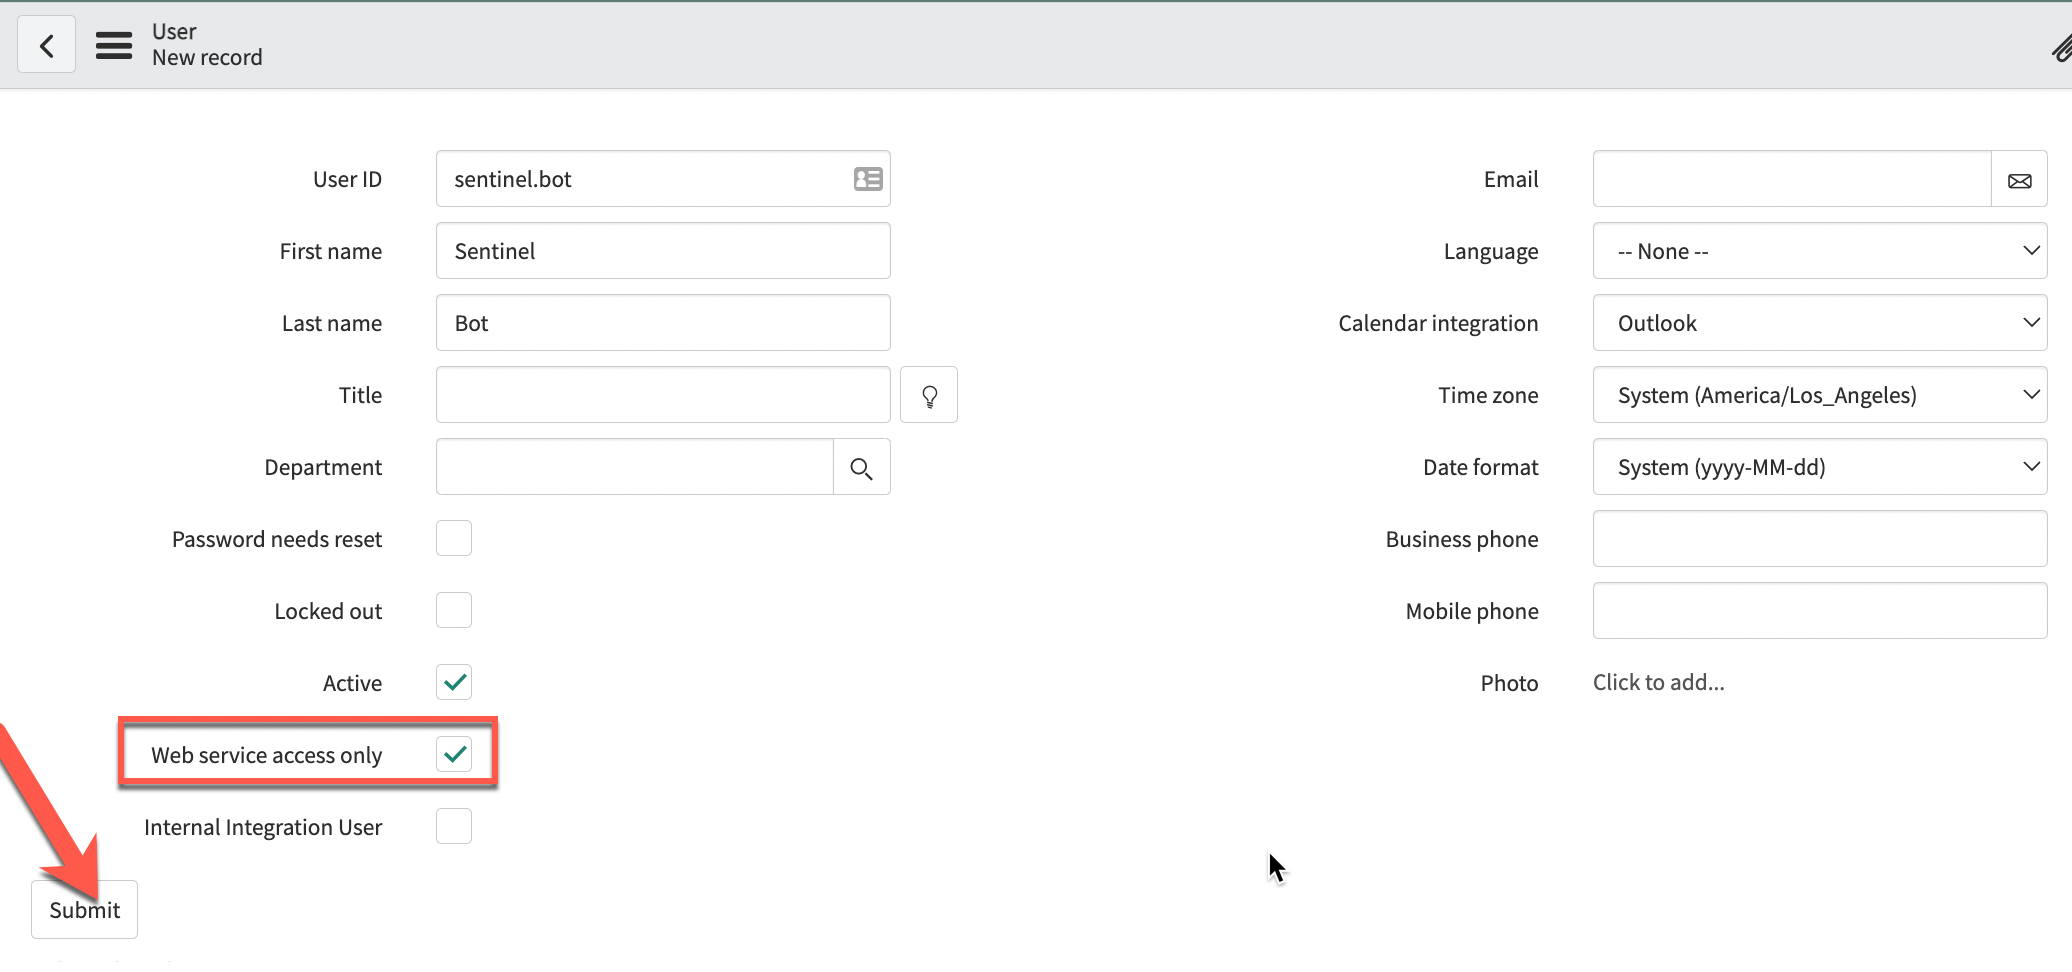 User
New record
User ID
sentinel.bot
First name
Sentinel
Last name
Bot
Title
Department
Password needs reset
Locked out
Active
Web service access only
Internal Integration User
Email
Language
-- None --
Calendar integration
Outlook
Time zone
System (America/Los_Angeles)
Date format
System (yyyy-MM-dd)
Business phone
Mobile phone
Photo
Click to add...
Submit